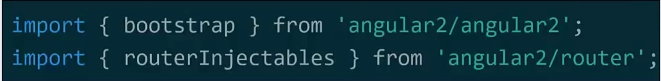 import { bootstrap } from 'angular2/angular2';
import { routerInjectables } from 'angular2/router';